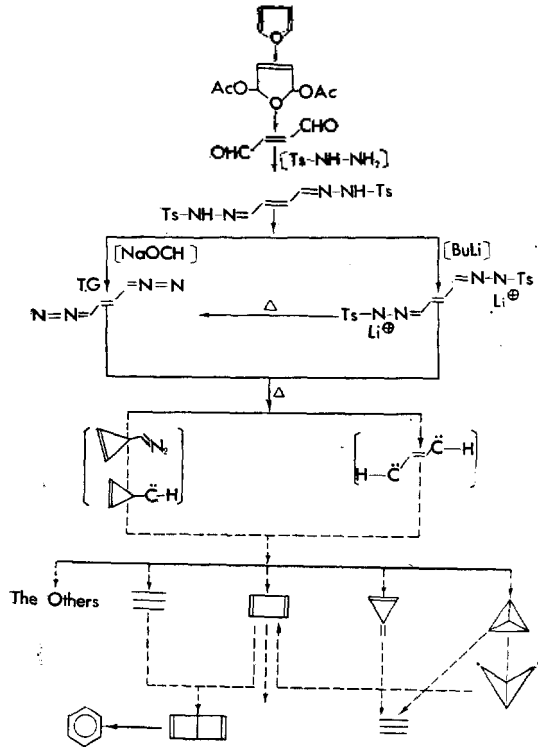 O
AcO O OAc
OHC CHO
[Ts-NH-NH₂]
Ts-NH-N= =N-NH-Ts
[NaOCH] [BuLi]
T.G
=N=N =N-N-Ts
Li⊕
N=N= Δ Ts-N-N=
Li⊕
Δ
N₂ C̈-H
C̈-H H-C̈
The Others